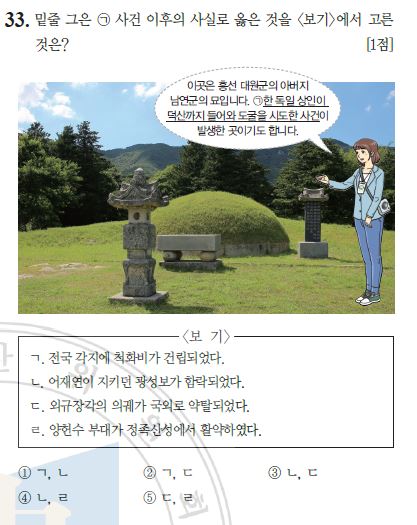 33. 밑줄 그은 ㉠ 사건 이후의 사실로 옳은 것을 <보기>에서 고른
것은? [1점]
이곳은 흥선 대원군의 아버지
남연군의 묘입니다. ㉠한 독일 상인이
덕산까지 들어와 도굴을 시도한 사건이
발생한 곳이기도 합니다.
<보 기>
ㄱ. 전국 각지에 척화비가 건립되었다.
ㄴ. 어재연이 지키던 광성보가 함락되었다.
ㄷ. 외규장각의 의궤가 국외로 약탈되었다.
ㄹ. 양헌수 부대가 정족산성에서 활약하였다.
① ㄱ, ㄴ ② ㄱ, ㄷ ③ ㄴ, ㄷ
④ ㄴ, ㄹ ⑤ ㄷ, ㄹ